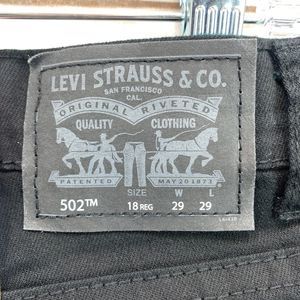 LEVI STRAUSS & CO.
SAN FRANCISCO
CAL.
ORIGINAL RIVETED
QUALITY CLOTHING
PATENTED MAY 20 1873
SIZE W L
502™ 18 REG 29 29